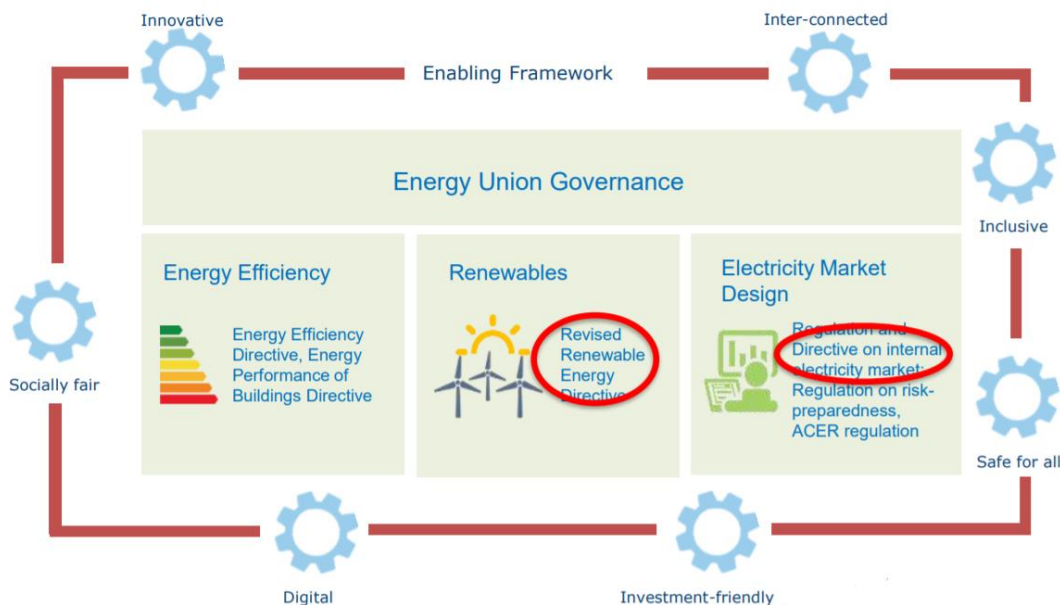 Innovative
Inter-connected
Enabling Framework
Energy Union Governance
Inclusive
Energy Efficiency
Energy Efficiency
Directive, Energy
Performance of
Buildings Directive
Renewables
Revised
Renewable
Energy
Directive
Electricity Market
Design
Regulation and
Directive on internal
electricity market;
Regulation on risk-
preparedness,
ACER regulation
Socially fair
Safe for all
Digital
Investment-friendly